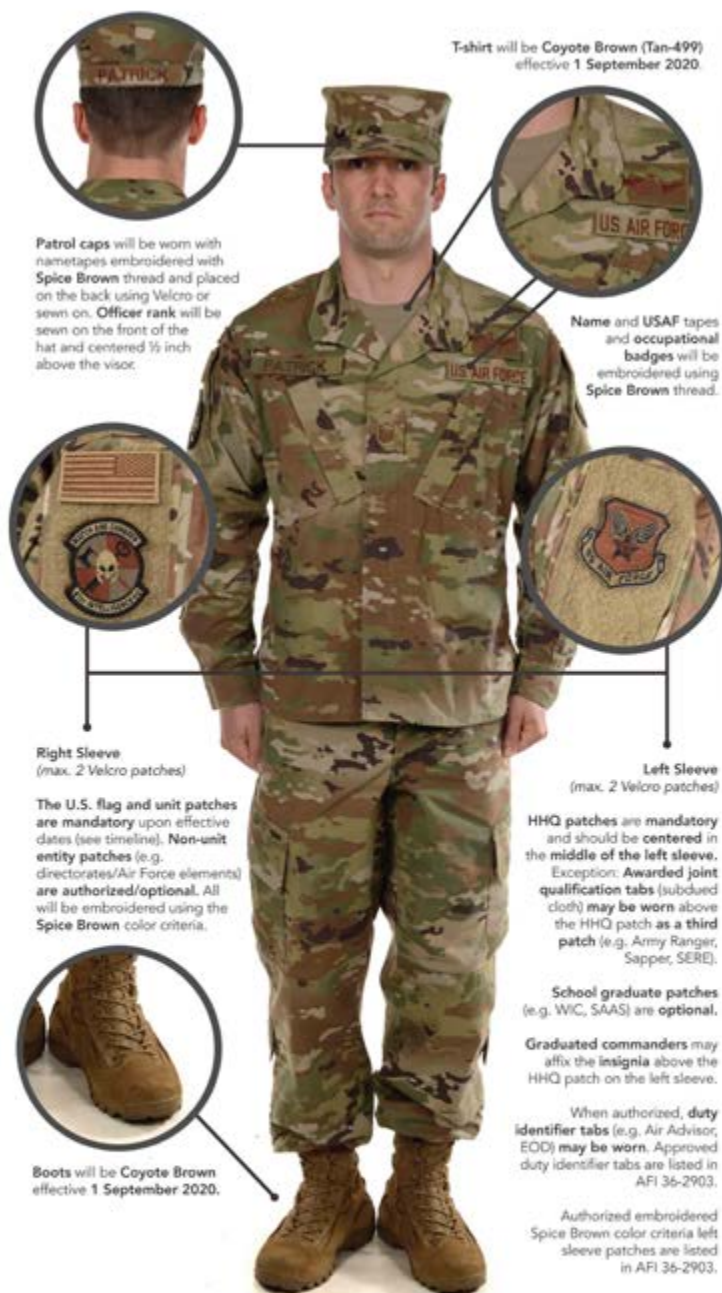 PATRICK
T-shirt will be Coyote Brown (Tan-499)
effective 1 September 2020.
US AIR FORCE
Patrol caps will be worn with
nametapes embroidered with
Spice Brown thread and placed
on the back using Velcro or
sewn on. Officer rank will be
sewn on the front of the
hat and centered ½ inch
above the visor.
Name and USAF tapes
and occupational
badges will be
embroidered using
Spice Brown thread.
PATRICK
US AIR FORCE
US AIR FORCE
Right Sleeve
(max. 2 Velcro patches)
The U.S. flag and unit patches
are mandatory upon effective
dates (see timeline). Non-unit
entity patches (e.g.
directorates/Air Force elements)
are authorized/optional. All
will be embroidered using the
Spice Brown color criteria.
Left Sleeve
(max. 2 Velcro patches)
HHQ patches are mandatory
and should be centered in
the middle of the left sleeve.
Exception: Awarded joint
qualification tabs (subdued
cloth) may be worn above
the HHQ patch as a third
patch (e.g. Army Ranger,
Sapper, SERE).
School graduate patches
(e.g. WIC, SAAS) are optional.
Graduated commanders may
affix the insignia above the
HHQ patch on the left sleeve.
When authorized, duty
identifier tabs (e.g. Air Advisor,
EOD) may be worn. Approved
duty identifier tabs are listed in
AFI 36-2903.
Authorized embroidered
Spice Brown color criteria left
sleeve patches are listed
in AFI 36-2903.
Boots will be Coyote Brown
effective 1 September 2020.